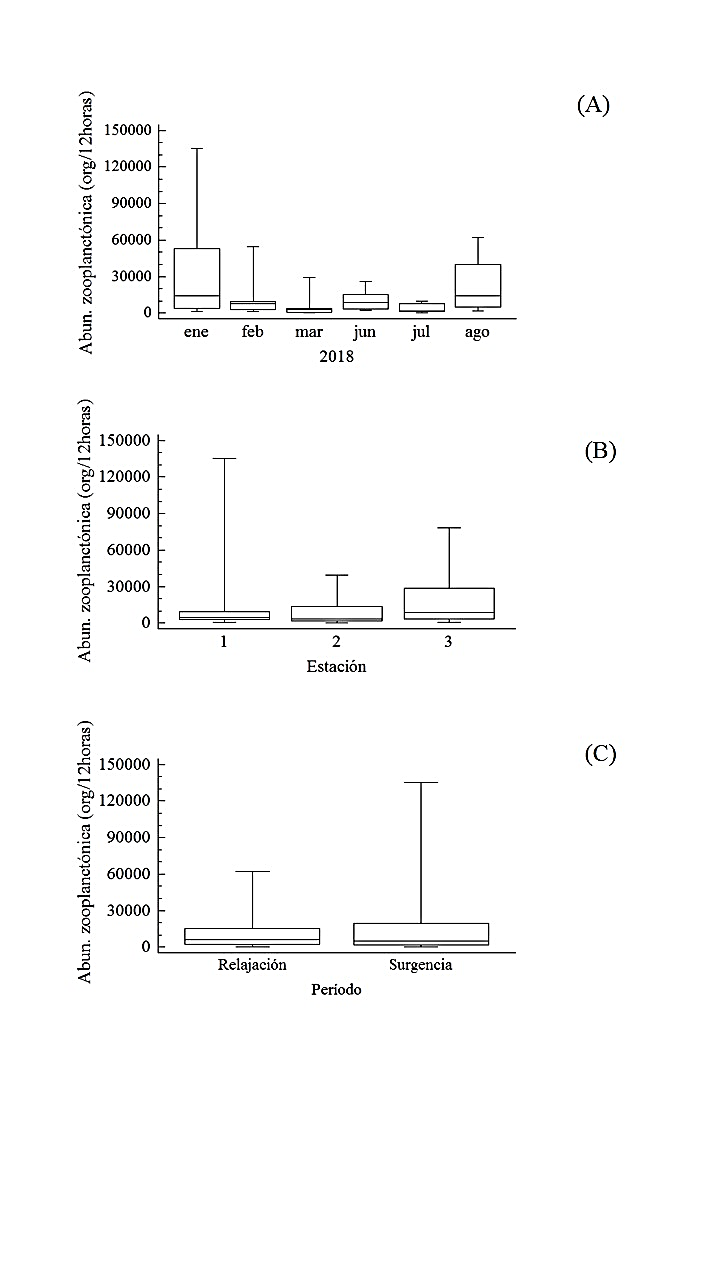 (A)
Abun. zooplanctónica (org/12horas)
150000
120000
90000
60000
30000
0
ene feb mar jun jul ago
2018
(B)
Abun. zooplanctónica (org/12horas)
150000
120000
90000
60000
30000
0
1 2 3
Estación
(C)
Abun. zooplanctónica (org/12horas)
150000
120000
90000
60000
30000
0
Relajación Surgencia
Período